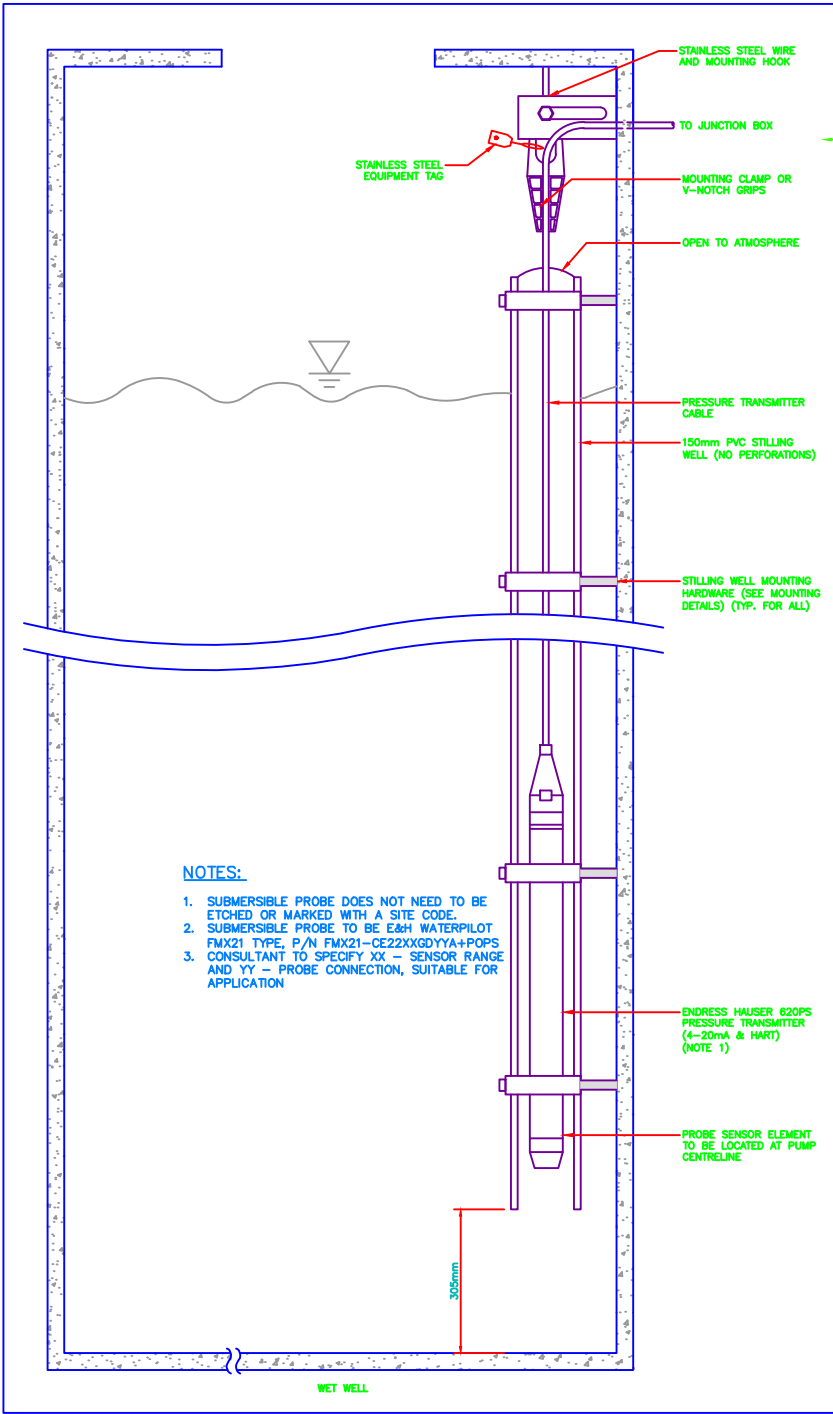 STAINLESS STEEL WIRE
AND MOUNTING HOOK
TO JUNCTION BOX
STAINLESS STEEL
EQUIPMENT TAG
MOUNTING CLAMP OR
V-NOTCH GRIPS
OPEN TO ATMOSPHERE
PRESSURE TRANSMITTER
CABLE
150mm PVC STILLING
WELL (NO PERFORATIONS)
STILLING WELL MOUNTING
HARDWARE (SEE MOUNTING
DETAILS) (TYP. FOR ALL)
NOTES:
1. SUBMERSIBLE PROBE DOES NOT NEED TO BE
ETCHED OR MARKED WITH A SITE CODE.
2. SUBMERSIBLE PROBE TO BE E&H WATERPILOT
FMX21 TYPE, P/N FMX21-CE22XXGDYYA+POPS
3. CONSULTANT TO SPECIFY XX - SENSOR RANGE
AND YY - PROBE CONNECTION, SUITABLE FOR
APPLICATION
ENDRESS HAUSER 620PS
PRESSURE TRANSMITTER
(4-20mA & HART)
(NOTE 1)
PROBE SENSOR ELEMENT
TO BE LOCATED AT PUMP
CENTRELINE
305mm
WET WELL